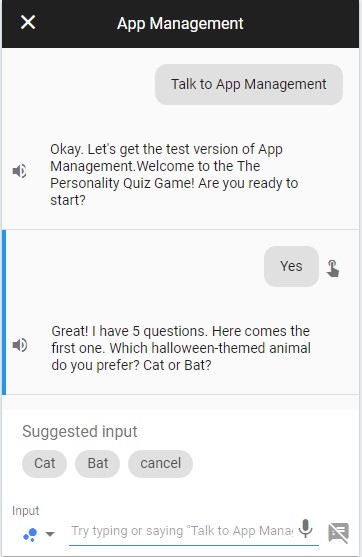 App Management
Talk to App Management
Okay. Let's get the test version of App
Management.Welcome to the The
Personality Quiz Game! Are you ready to
start?
Yes
Great! I have 5 questions. Here comes the
first one. Which halloween-themed animal
do you prefer? Cat or Bat?
Suggested input
Cat Bat cancel
Input
Try typing or saying "Talk to App Mana